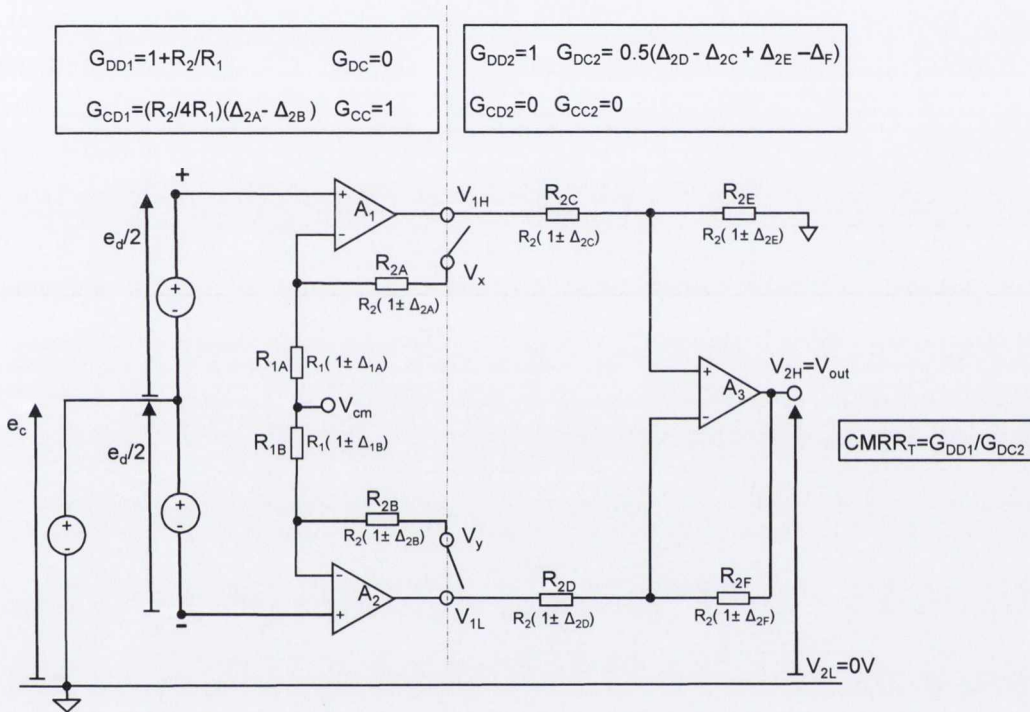 G_DD1=1+R_2/R_1 G_DC=0
G_CD1=(R_2/4R_1)(Δ_2A- Δ_2B ) G_CC=1
G_DD2=1 G_DC2= 0.5(Δ_2D - Δ_2C + Δ_2E –Δ_F)
G_CD2=0 G_CC2=0
+
e_d/2
+
-
+
A_1
-
V_1H
V_x
R_2A
R_2( 1± Δ_2A)
R_2C
R_2( 1± Δ_2C)
R_2E
R_2( 1± Δ_2E)
R_1A
R_1( 1± Δ_1A)
V_cm
R_1B
R_1( 1± Δ_1B)
e_c
e_d/2
+
-
+
-
-
R_2B
R_2( 1± Δ_2B)
V_y
-
A_2
+
V_1L
R_2D
R_2( 1± Δ_2D)
R_2F
R_2( 1± Δ_2F)
+
A_3
-
V_2H=V_out
CMRR_T=G_DD1/G_DC2
V_2L=0V